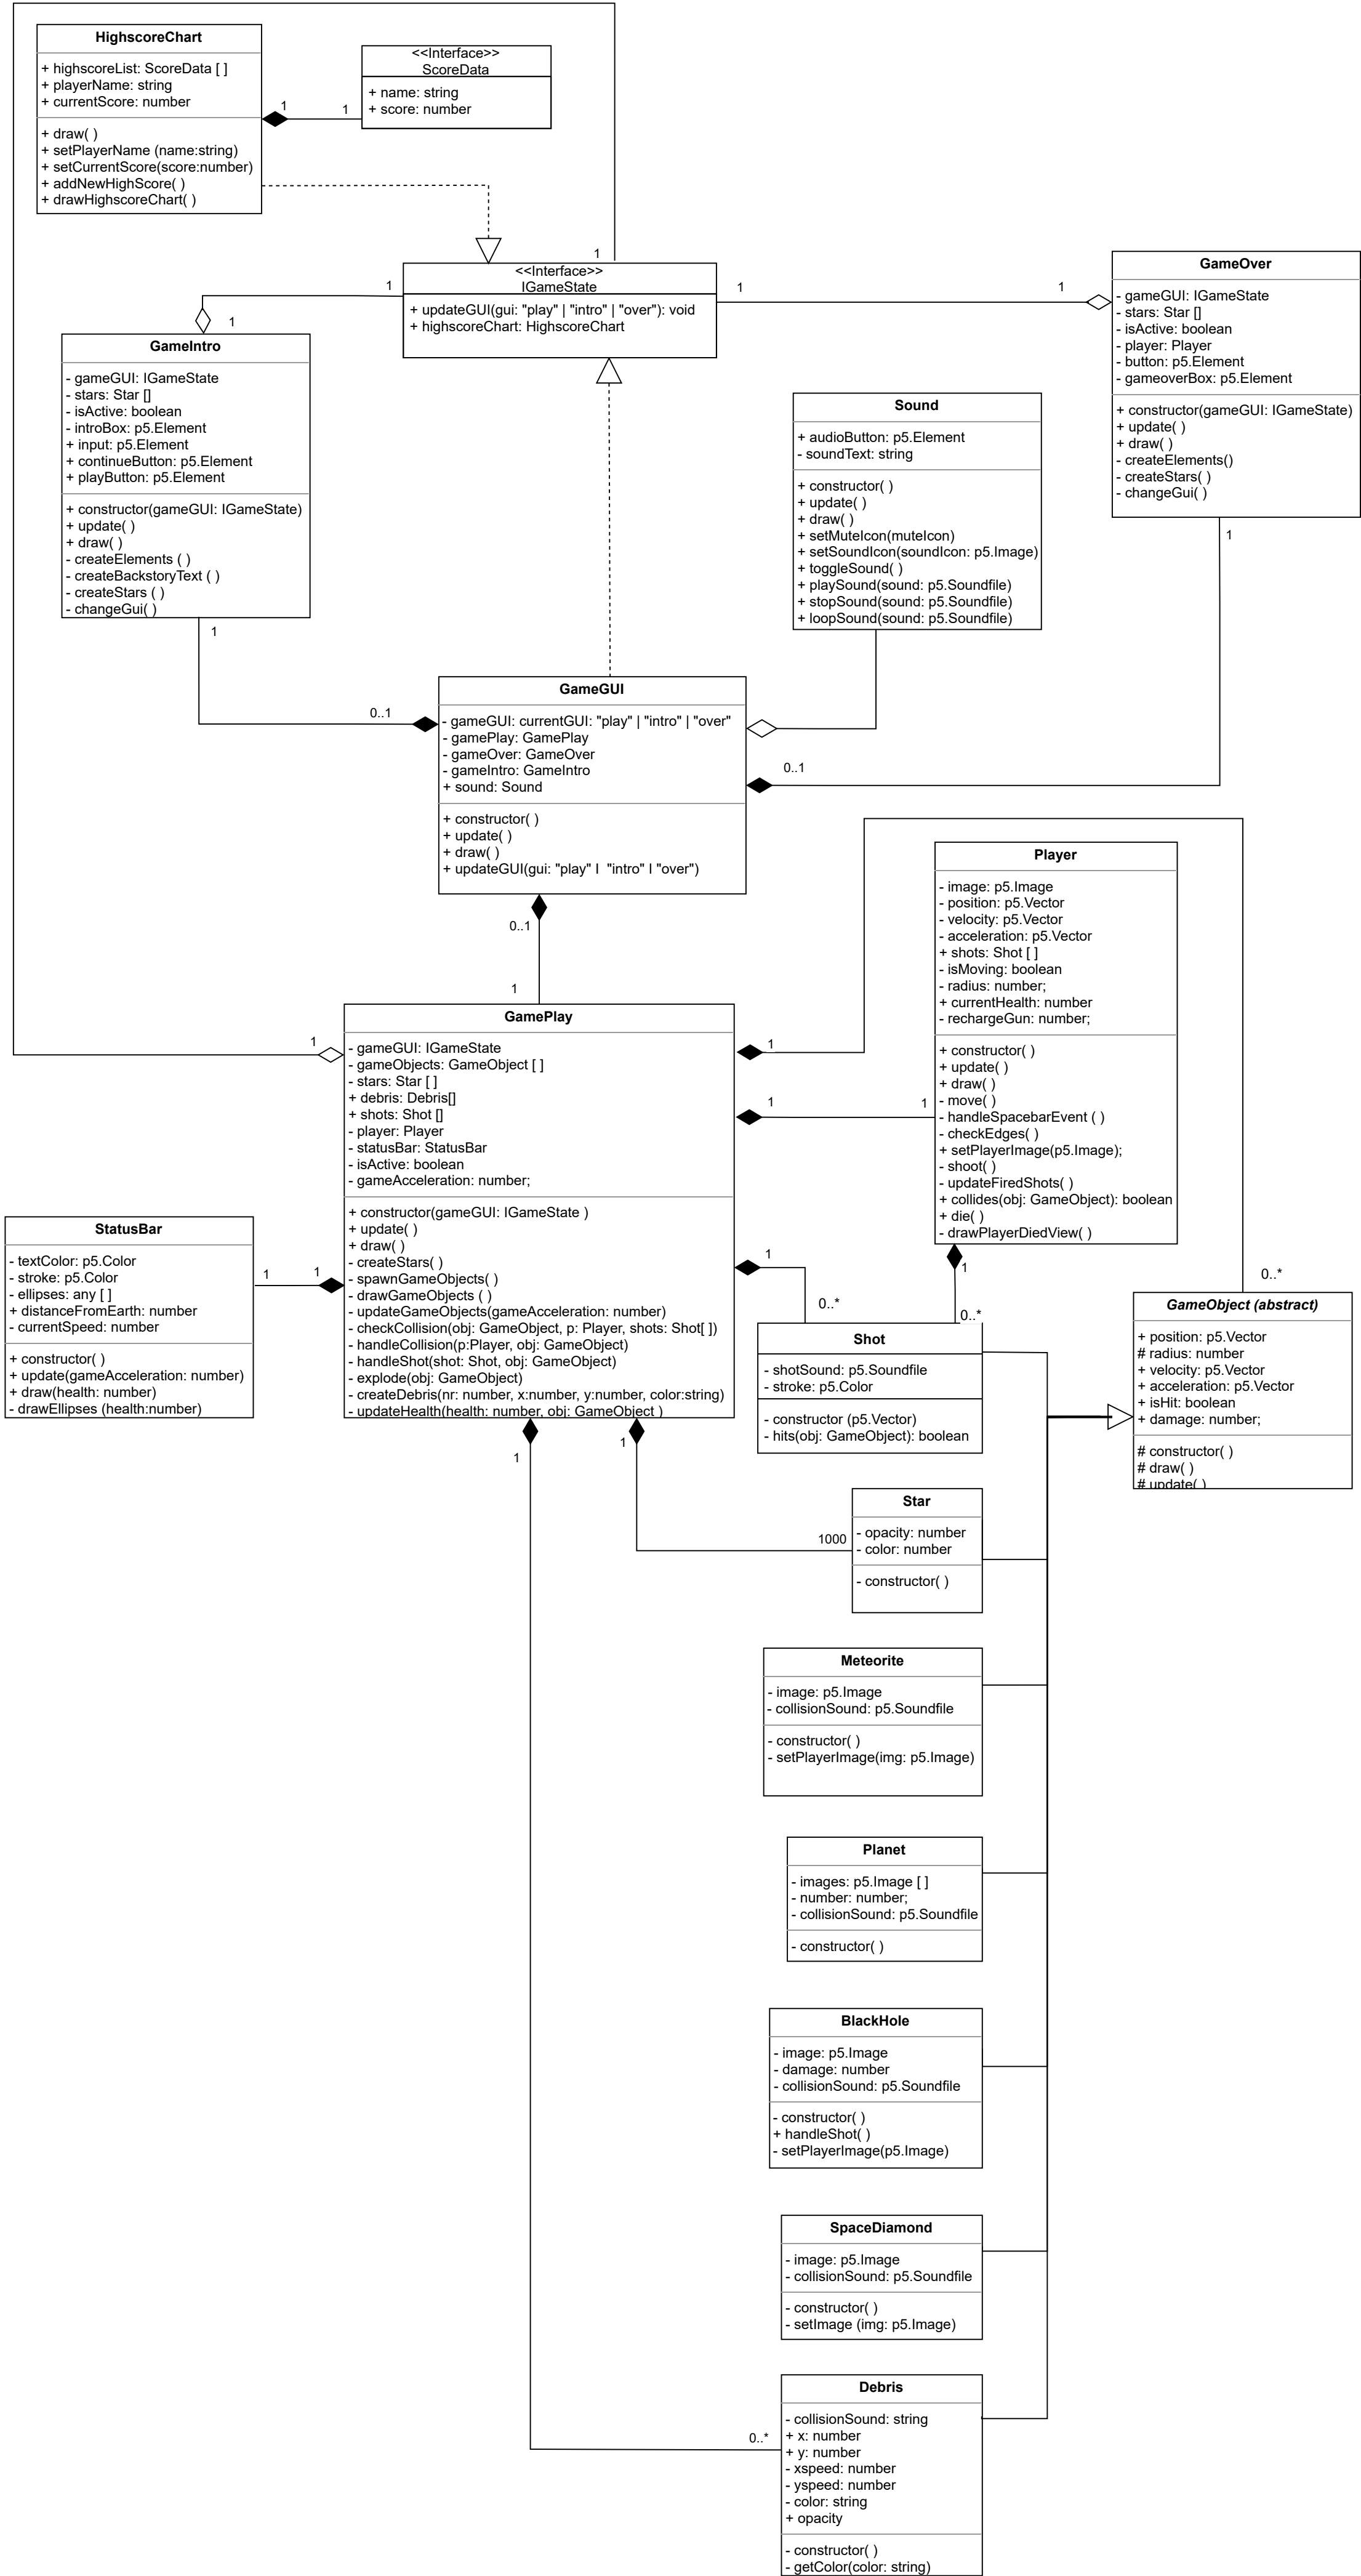 HighscoreChart
+ highscoreList: ScoreData [ ]
+ playerName: string
+ currentScore: number
+ draw( )
+ setPlayerName (name:string)
+ setCurrentScore(score:number)
+ addNewHighScore( )
+ drawHighscoreChart( )
1
1
<<Interface>>
ScoreData
+ name: string
+ score: number
1
1
<<Interface>>
IGameState
+ updateGUI(gui: "play" | "intro" | "over"): void
+ highscoreChart: HighscoreChart
1
1
GameOver
- gameGUI: IGameState
- stars: Star []
- isActive: boolean
- player: Player
- button: p5.Element
- gameoverBox: p5.Element
+ constructor(gameGUI: IGameState)
+ update( )
+ draw( )
- createElements()
- createStars( )
- changeGui( )
1
1
GameIntro
- gameGUI: IGameState
- stars: Star []
- isActive: boolean
- introBox: p5.Element
+ input: p5.Element
+ continueButton: p5.Element
+ playButton: p5.Element
+ constructor(gameGUI: IGameState)
+ update( )
+ draw( )
- createElements ( )
- createBackstoryText ( )
- createStars ( )
- changeGui( )
1
Sound
+ audioButton: p5.Element
- soundText: string
+ constructor( )
+ update( )
+ draw( )
+ setMuteIcon(muteIcon)
+ setSoundIcon(soundIcon: p5.Image)
+ toggleSound( )
+ playSound(sound: p5.Soundfile)
+ stopSound(sound: p5.Soundfile)
+ loopSound(sound: p5.Soundfile)
0..1
GameGUI
- gameGUI: currentGUI: "play" | "intro" | "over"
- gamePlay: GamePlay
- gameOver: GameOver
- gameIntro: GameIntro
+ sound: Sound
+ constructor( )
+ update( )
+ draw( )
+ updateGUI(gui: "play" I  "intro" I "over")
0..1
0..1
1
Player
- image: p5.Image
- position: p5.Vector
- velocity: p5.Vector
- acceleration: p5.Vector
+ shots: Shot [ ]
- isMoving: boolean
- radius: number;
+ currentHealth: number
- rechargeGun: number;
+ constructor( )
+ update( )
+ draw( )
- move( )
- handleSpacebarEvent ( )
- checkEdges( )
+ setPlayerImage(p5.Image);
- shoot( )
- updateFiredShots( )
+ collides(obj: GameObject): boolean
+ die( )
- drawPlayerDiedView( )
1
GamePlay
- gameGUI: IGameState
- gameObjects: GameObject [ ]
- stars: Star [ ]
+ debris: Debris[]
+ shots: Shot []
- player: Player
- statusBar: StatusBar
- isActive: boolean
- gameAcceleration: number;
+ constructor(gameGUI: IGameState )
+ update( )
+ draw( )
- createStars( )
- spawnGameObjects( )
- drawGameObjects ( )
- updateGameObjects(gameAcceleration: number)
- checkCollision(obj: GameObject, p: Player, shots: Shot[ ])
- handleCollision(p:Player, obj: GameObject)
- handleShot(shot: Shot, obj: GameObject)
- explode(obj: GameObject)
- createDebris(nr: number, x:number, y:number, color:string)
- updateHealth(health: number, obj: GameObject )
1
1
1
StatusBar
- textColor: p5.Color
- stroke: p5.Color
- ellipses: any [ ]
+ distanceFromEarth: number
- currentSpeed: number
+ constructor( )
+ update(gameAcceleration: number)
+ draw(health: number)
- drawEllipses (health:number)
1
1
1
0..*
1
0..*
0..*
GameObject (abstract)
+ position: p5.Vector
# radius: number
+ velocity: p5.Vector
+ acceleration: p5.Vector
+ isHit: boolean
+ damage: number;
# constructor( )
# draw( )
# update( )
Shot
- shotSound: p5.Soundfile
- stroke: p5.Color
- constructor (p5.Vector)
- hits(obj: GameObject): boolean
1
1
1000
Star
- opacity: number
- color: number
- constructor( )
Meteorite
- image: p5.Image
- collisionSound: p5.Soundfile
- constructor( )
- setPlayerImage(img: p5.Image)
Planet
- images: p5.Image [ ]
- number: number;
- collisionSound: p5.Soundfile
- constructor( )
BlackHole
- image: p5.Image
- damage: number
- collisionSound: p5.Soundfile
- constructor( )
+ handleShot( )
- setPlayerImage(p5.Image)
SpaceDiamond
- image: p5.Image
- collisionSound: p5.Soundfile
- constructor( )
- setImage (img: p5.Image)
0..*
Debris
- collisionSound: string
+ x: number
+ y: number
- xspeed: number
- yspeed: number
- color: string
+ opacity
- constructor( )
- getColor(color: string)